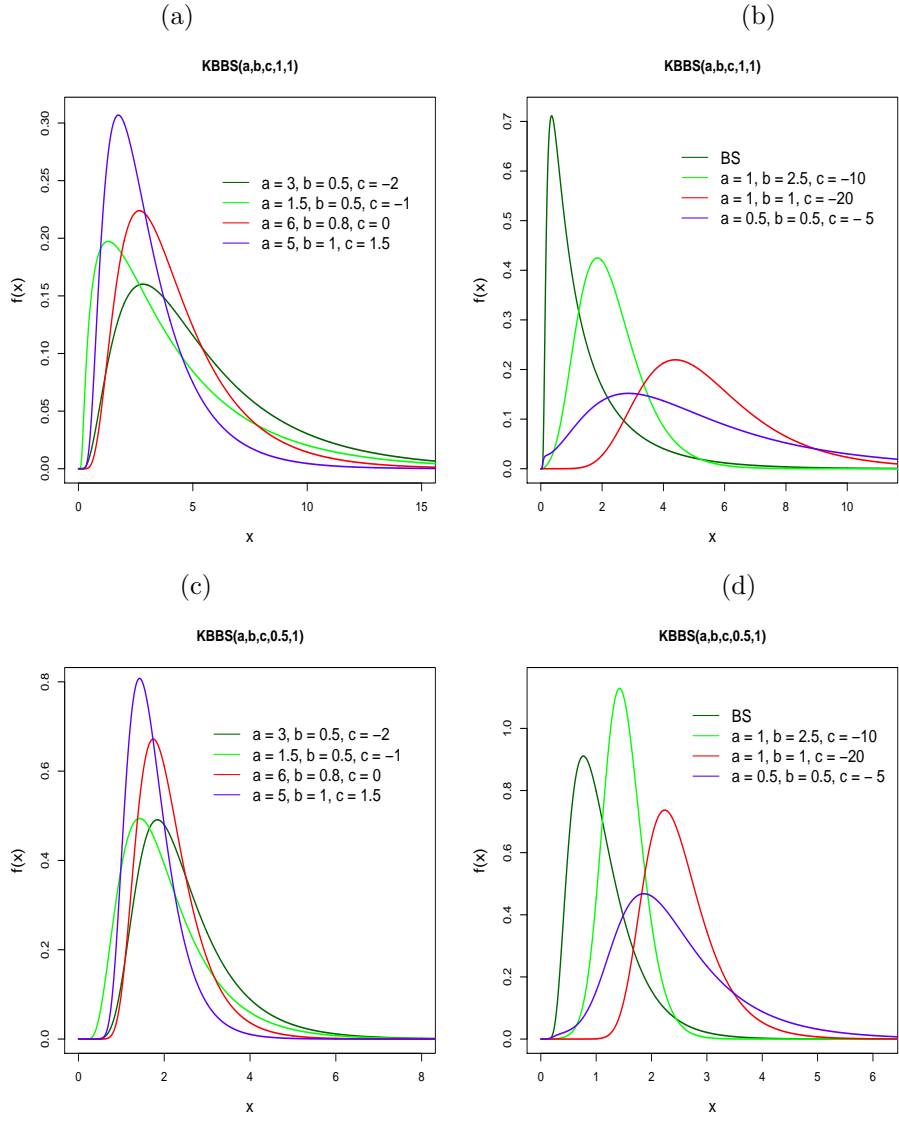 (a)
KBBS(a,b,c,1,1)
f(x)
0.30
0.25
0.20
0.15
0.10
0.05
0.00
a = 3, b = 0.5, c = −2
a = 1.5, b = 0.5, c = −1
a = 6, b = 0.8, c = 0
a = 5, b = 1, c = 1.5
0 5 10 15
x
(b)
KBBS(a,b,c,1,1)
f(x)
0.7
0.6
0.5
0.4
0.3
0.2
0.1
0.0
BS
a = 1, b = 2.5, c = −10
a = 1, b = 1, c = −20
a = 0.5, b = 0.5, c = − 5
0 2 4 6 8 10
x
(c)
KBBS(a,b,c,0.5,1)
f(x)
0.8
0.6
0.4
0.2
0.0
a = 3, b = 0.5, c = −2
a = 1.5, b = 0.5, c = −1
a = 6, b = 0.8, c = 0
a = 5, b = 1, c = 1.5
0 2 4 6 8
x
(d)
KBBS(a,b,c,0.5,1)
f(x)
1.0
0.8
0.6
0.4
0.2
0.0
BS
a = 1, b = 2.5, c = −10
a = 1, b = 1, c = −20
a = 0.5, b = 0.5, c = − 5
0 1 2 3 4 5 6
x